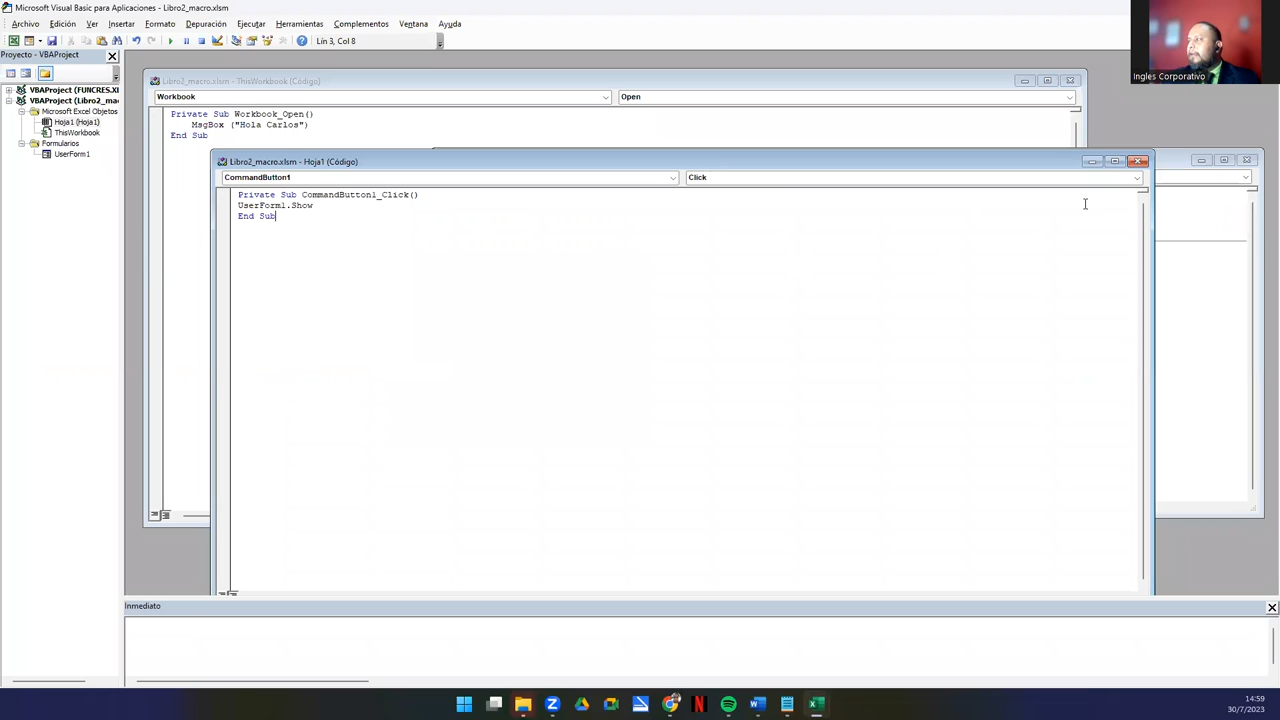 Microsoft Visual Basic para Aplicaciones - Libro2_macro.xlsm
Archivo Edición Ver Insertar Formato Depuración Ejecutar Herramientas Complementos Ventana Ayuda
Lín 3, Col 8
Ingles Corporativo
Proyecto - VBAProject
VBAProject (FUNCRES.XL
VBAProject (Libro2_ma
Microsoft Excel Objetos
Hoja1 (Hoja1)
ThisWorkbook
Formularios
UserForm1
Libro2_macro.xlsm - ThisWorkbook (Código)
Workbook
Open
Private Sub Workbook_Open()
MsgBox ("Hola Carlos")
End Sub
Libro2_macro.xlsm - Hoja1 (Código)
CommandButton1
Click
Private Sub CommandButton1_Click()
UserForm1.Show
End Sub
Inmediato
14:59
30/7/2023